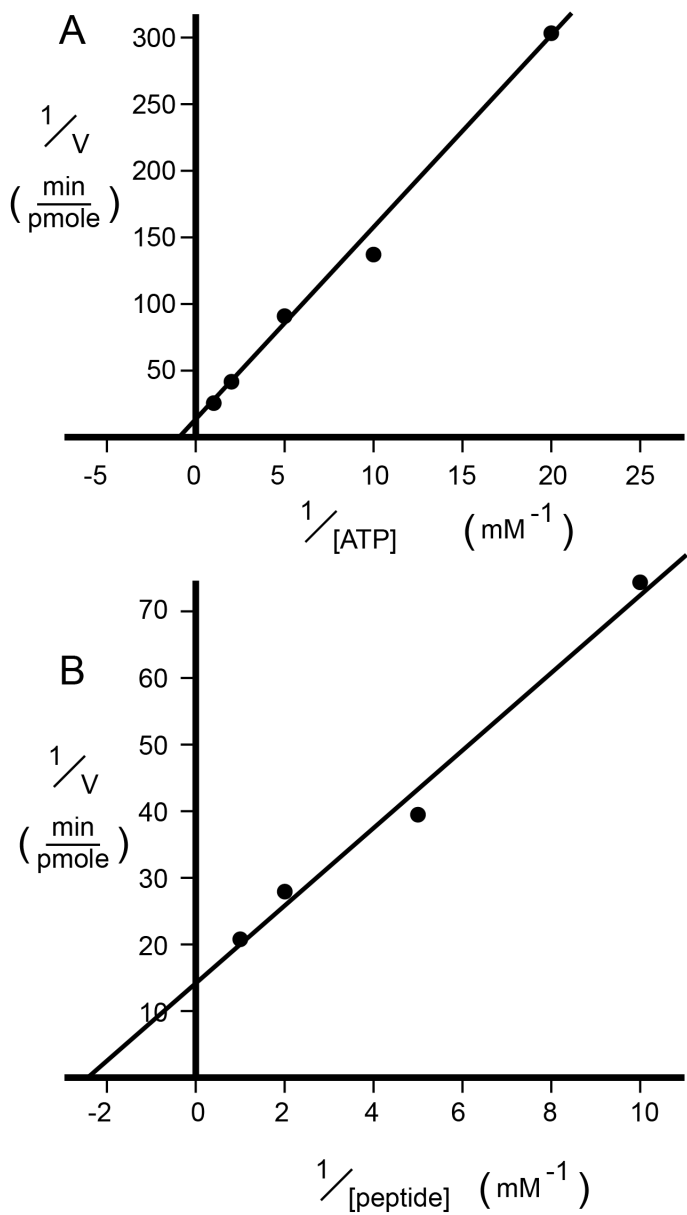 A
300
250
200
150
100
50
1/V
( min/pmole )
-5 0 5 10 15 20 25
1/[ATP] (mM-1)
B
70
60
50
40
30
20
10
1/V
( min/pmole )
-2 0 2 4 6 8 10
1/[peptide] (mM-1)